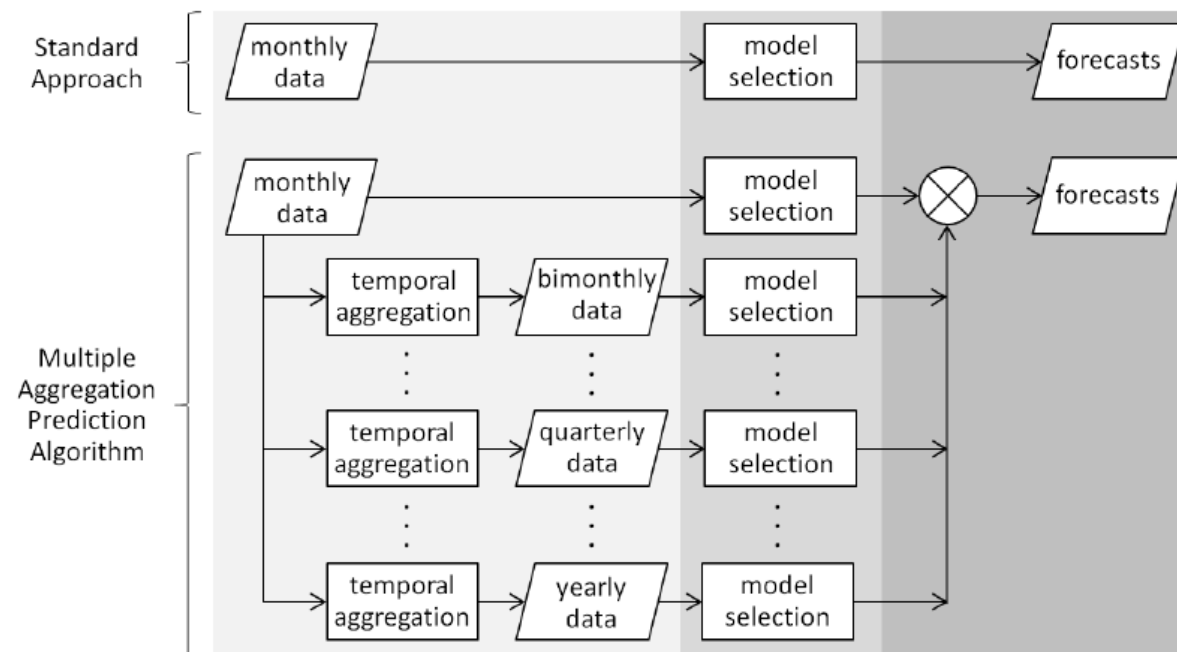 Standard
Approach
monthly
data
model
selection
forecasts
Multiple
Aggregation
Prediction
Algorithm
monthly
data
model
selection
forecasts
temporal
aggregation
bimonthly
data
model
selection
temporal
aggregation
quarterly
data
model
selection
temporal
aggregation
yearly
data
model
selection